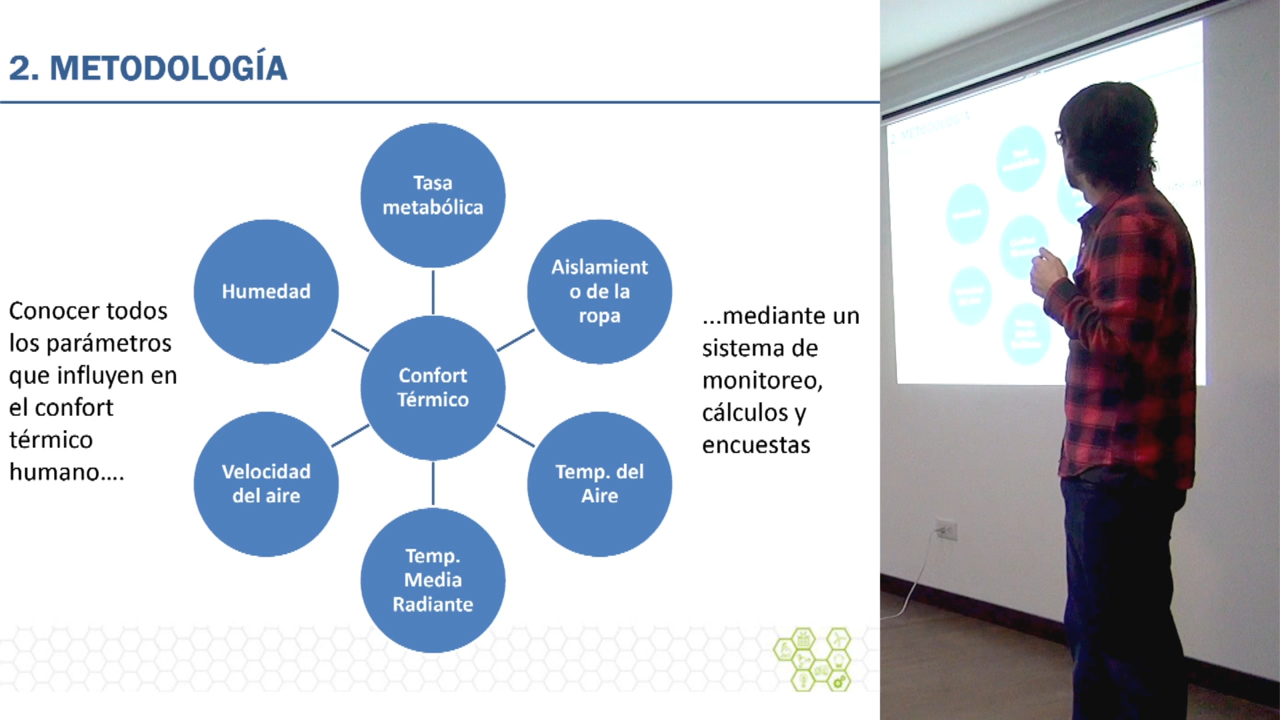 2. METODOLOGÍA
Conocer todos
los parámetros
que influyen en
el confort
térmico
humano....
Tasa
metabólica
Humedad
Aislamient
o de la
ropa
Confort
Térmico
Velocidad
del aire
Temp. del
Aire
Temp.
Media
Radiante
...mediante un
sistema de
monitoreo,
cálculos y
encuestas
2. METODOLOGÍA